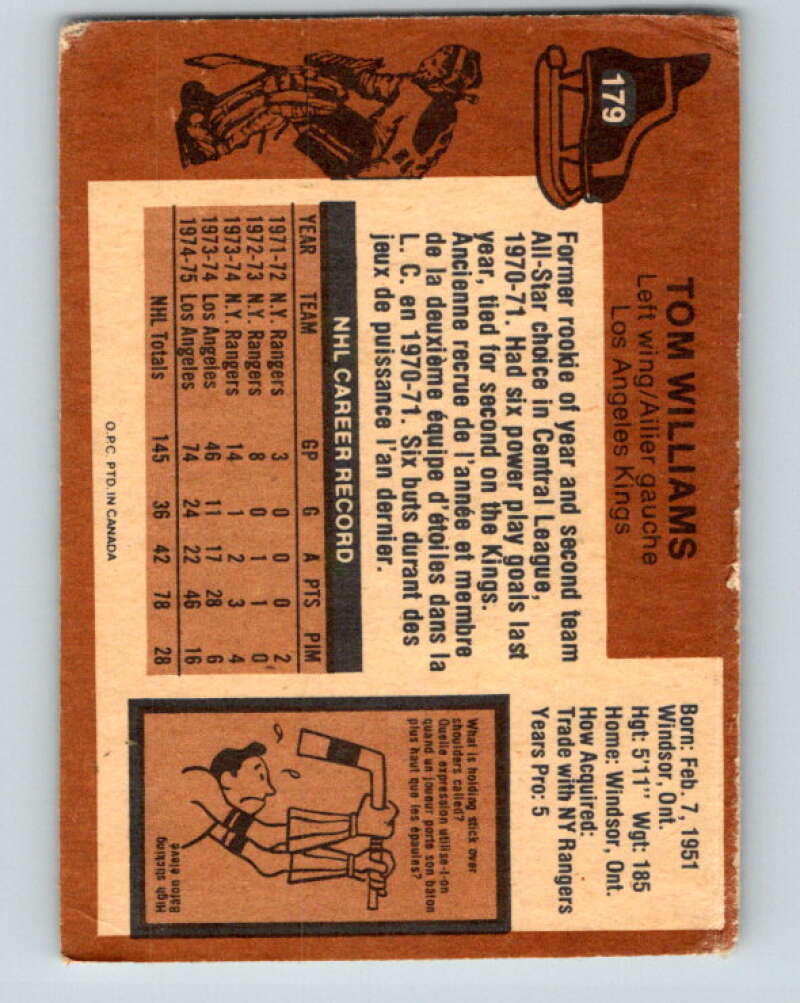 179
TOM WILLIAMS
Left wing/Ailier gauche
Los Angeles Kings
Born: Feb. 7, 1951
Windsor, Ont.
Hgt: 5'11" Wgt: 185
Home: Windsor, Ont.
How Acquired:
Trade with NY Rangers
Years Pro: 5
Former rookie of year and second team
All-Star choice in Central League,
1970-71. Had six power play goals last
year, tied for second on the Kings.
Ancienne recrue de l'année et membre
de la deuxième équipe d'étoiles dans la
L. C. en 1970-71. Six buts durant des
jeux de puissance l'an dernier.
NHL CAREER RECORD
YEAR TEAM GP G A PTS PIM
1971-72 N.Y. Rangers 3 0 0 0 2
1972-73 N.Y. Rangers 8 0 1 1 0
1973-74 N.Y. Rangers 14 1 2 3 4
1973-74 Los Angeles 46 11 17 28 6
1974-75 Los Angeles 74 24 22 46 16
NHL Totals 145 36 42 78 28
What is holding stick over
shoulders called?
Quelle expression utilise-t-on
quand un joueur porte son bâton
plus haut que les épaules?
High sticking
Bâton élevé
O.P.C. PTD. IN CANADA